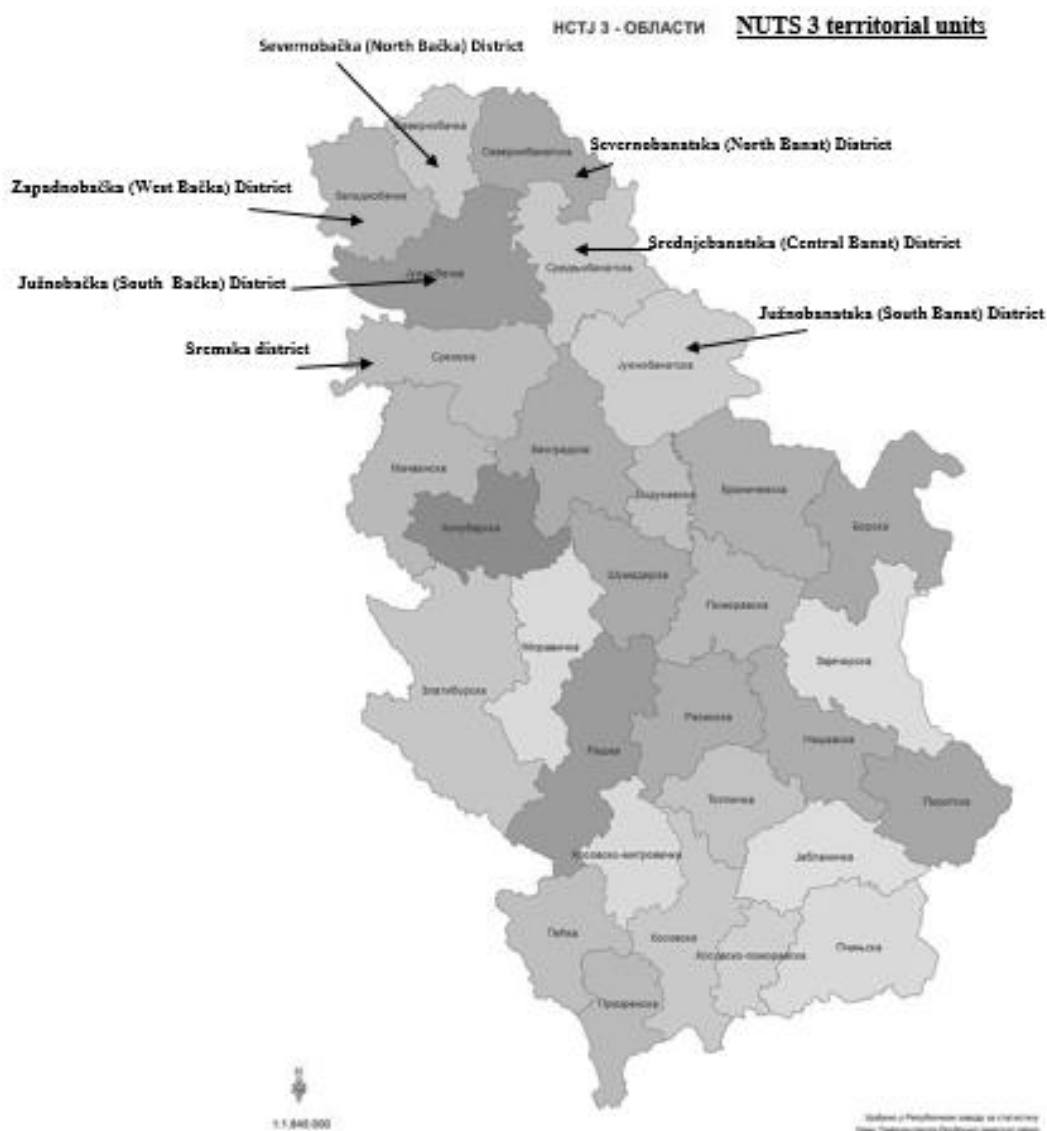 НСТЈ 3 - ОБЛАСТИ NUTS 3 territorial units
Severnobačka (North Bačka) District
Севернобачка
Севернобанатска
Severnobanatska (North Banat) District
Zapadnobačka (West Bačka) District
Западнобачка
Srednjebanatska (Central Banat) District
Јужнобачка
Средњобанатска
Južnobačka (South Bačka) District
Južnobanatska (South Banat) District
Sremska district
Сремска
Јужнобанатска
Београдска
Мачванска
Подунавска
Браничевска
Колубарска
Борска
Шумадијска
Поморавска
Моравичка
Зајечарска
Златиборска
Расинска
Нишавска
Рашка
Топличка
Пиротска
Косовско-митровачка
Јабланичка
Пећка
Косовска
Косовско-поморавска
Пчињска
Призренска